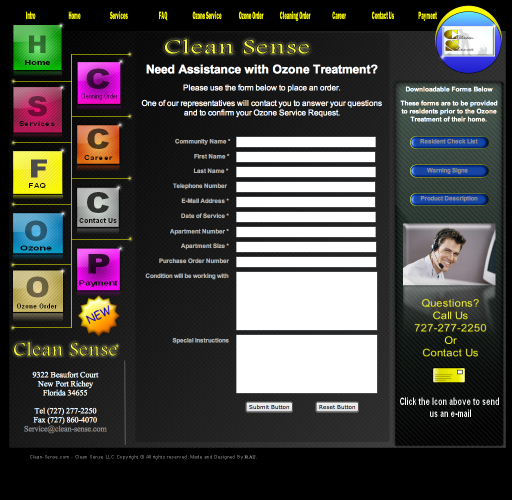 Intro Home Services FAQ Ozone Service Ozone Order Cleaning Order Career Contact Us Payment
H
Home
S
Services
F
FAQ
O
Ozone
O
Ozone Order
C
Cleaning Order
C
Career
C
Contact Us
P
Payment
NEW
Clean Sense
9322 Beaufort Court
New Port Richey
Florida 34655
Tel (727) 277-2250
Fax (727) 860-4070
Service@clean-sense.com
Clean Sense
Need Assistance with Ozone Treatment?
Please use the form below to place an order.
One of our representatives will contact you to answer your questions
and to confirm your Ozone Service Request.
Community Name *
First Name *
Last Name *
Telephone Number
E-Mail Address *
Date of Service *
Apartment Number *
Apartment Size *
Purchase Order Number
Condition will be working with
Special Instructions
Submit Button Reset Button
Downloadable Forms Below
These forms are to be provided
to residents prior to the Ozone
Treatment of their home.
Resident Check List
Warning Signs
Product Description
Questions?
Call Us
727-277-2250
Or
Contact Us
Click the Icon above to send
us an e-mail
Clean-Sense.com - Clean Sense LLC Copyright © All rights reserved. Made and Designed By RAT.